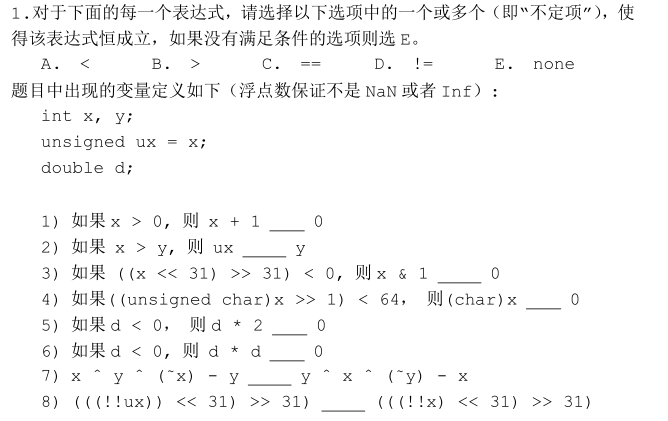 1.对于下面的每一个表达式，请选择以下选项中的一个或多个（即“不定项”），使
得该表达式恒成立，如果没有满足条件的选项则选 E。
A. <  B. >  C. ==  D. !=  E. none
题目中出现的变量定义如下（浮点数保证不是 NaN 或者 Inf）:
int x, y;
unsigned ux = x;
double d;
1) 如果 x > 0, 则 x + 1 ____ 0
2) 如果 x > y, 则 ux _____ y
3) 如果 ((x << 31) >> 31) < 0, 则 x & 1 _____ 0
4) 如果((unsigned char)x >> 1) < 64, 则(char)x ____ 0
5) 如果 d < 0, 则 d * 2 ____ 0
6) 如果 d < 0, 则 d * d ____ 0
7) x ^ y ^ (~x) - y _____ y ^ x ^ (~y) - x
8) (((!!ux)) << 31) >> 31) _____ (((!!x) << 31) >> 31)